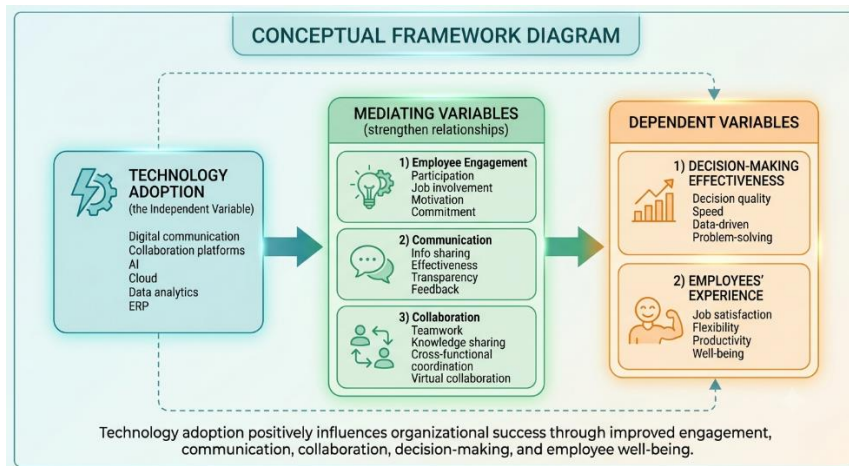 CONCEPTUAL FRAMEWORK DIAGRAM
TECHNOLOGY
ADOPTION
(the Independent Variable)
Digital communication
Collaboration platforms
AI
Cloud
Data analytics
ERP
MEDIATING VARIABLES
(strengthen relationships)
1) Employee Engagement
Participation
Job involvement
Motivation
Commitment
2) Communication
Info sharing
Effectiveness
Transparency
Feedback
3) Collaboration
Teamwork
Knowledge sharing
Cross-functional
coordination
Virtual collaboration
DEPENDENT VARIABLES
1) DECISION-MAKING
EFFECTIVENESS
Decision quality
Speed
Data-driven
Problem-solving
2) EMPLOYEES'
EXPERIENCE
Job satisfaction
Flexibility
Productivity
Well-being
Technology adoption positively influences organizational success through improved engagement,
communication, collaboration, decision-making, and employee well-being.